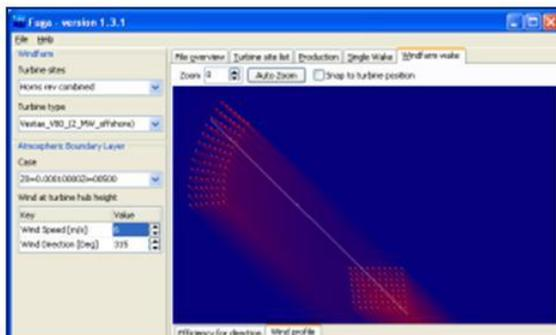 Fuga - version 1.3.1
File Help
Windfarm
Turbine sites
Horns rev combined
Turbine type
Vestas_V80_(2_MW_offshore)
Atmospheric Boundary Layer
Case
Z0=0.00010000Zi=00500
Wind at turbine hub height
Key Value
Wind Speed [m/s]
Wind Direction [Deg] 315
File overview Turbine site list Production Single Wake Windfarm wake
Zoom Auto Zoom Snap to turbine position
Efficiency for direction Wind profile